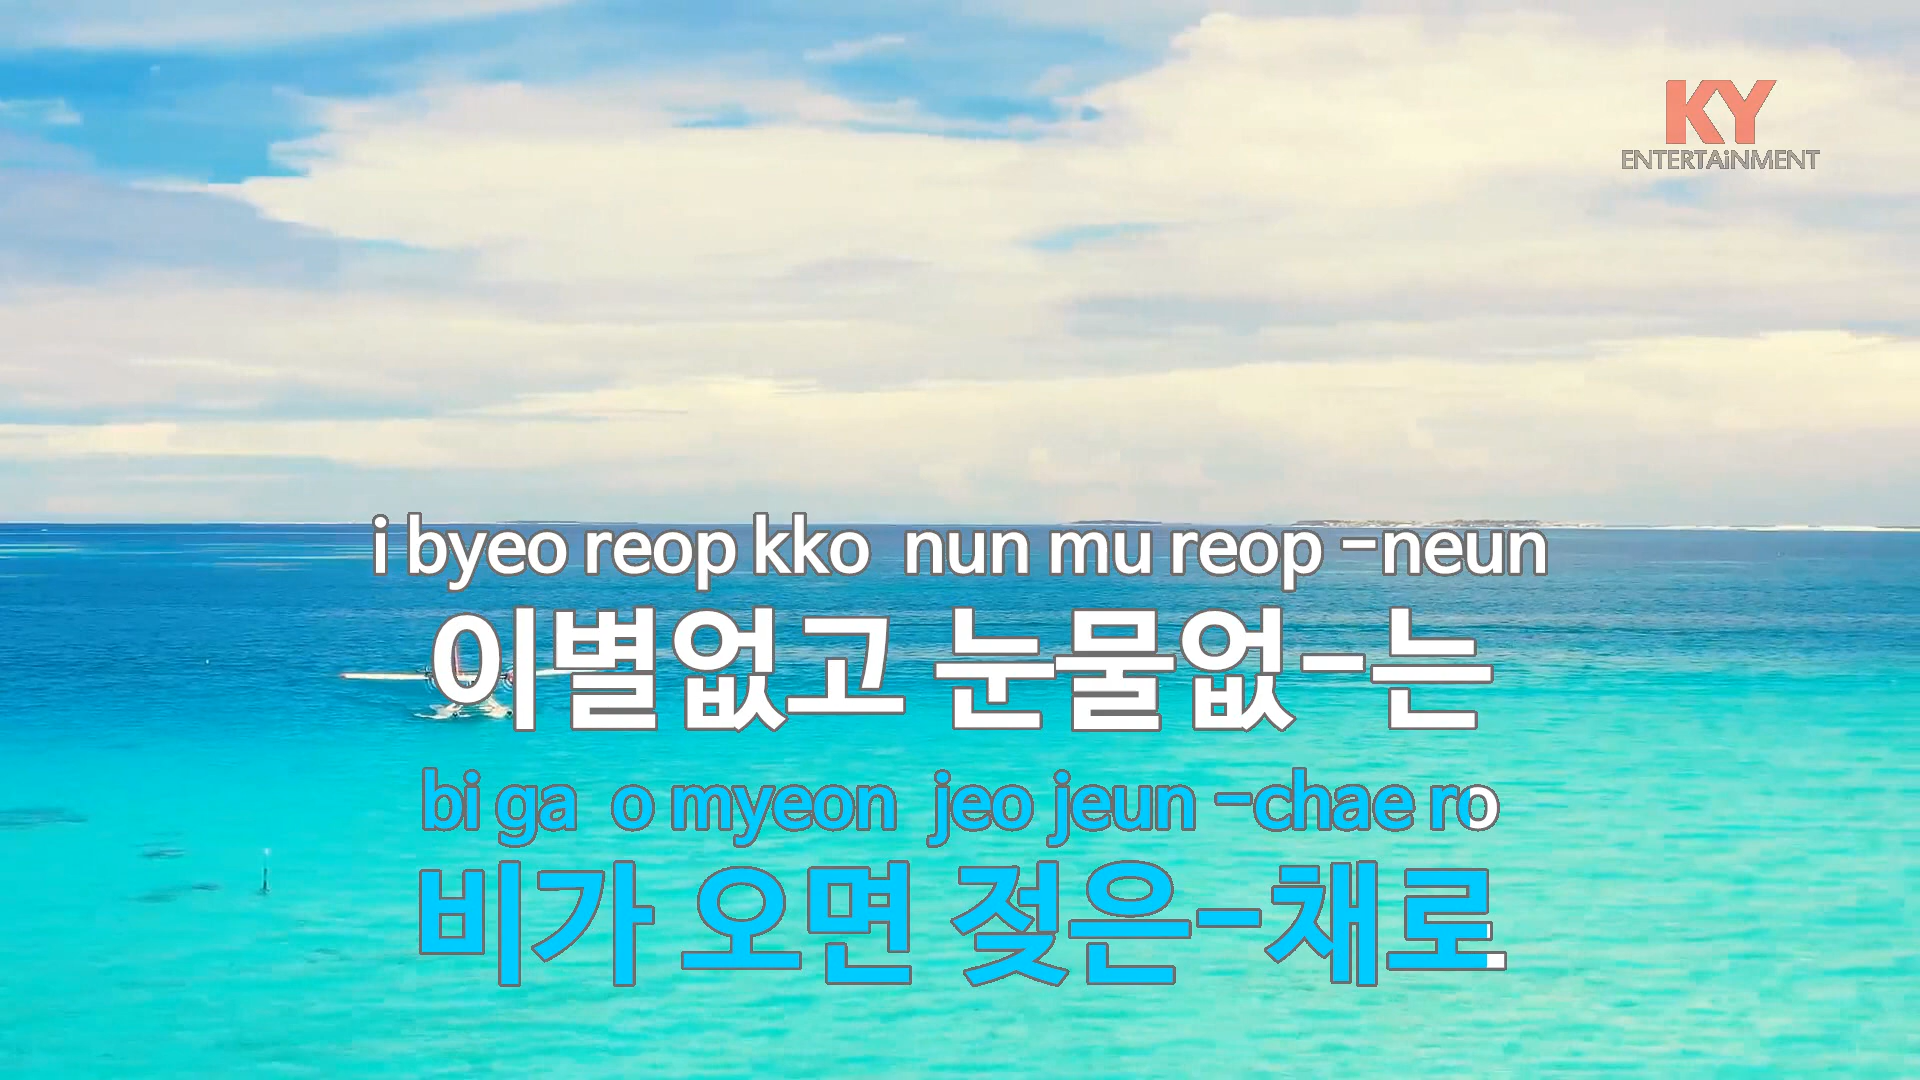 KY
ENTERTAiNMENT
i byeo reop kko nun mu reop -neun
이별없고 눈물없-는
bi ga o myeon jeo jeun -chae ro
비가 오면 젖은-채로